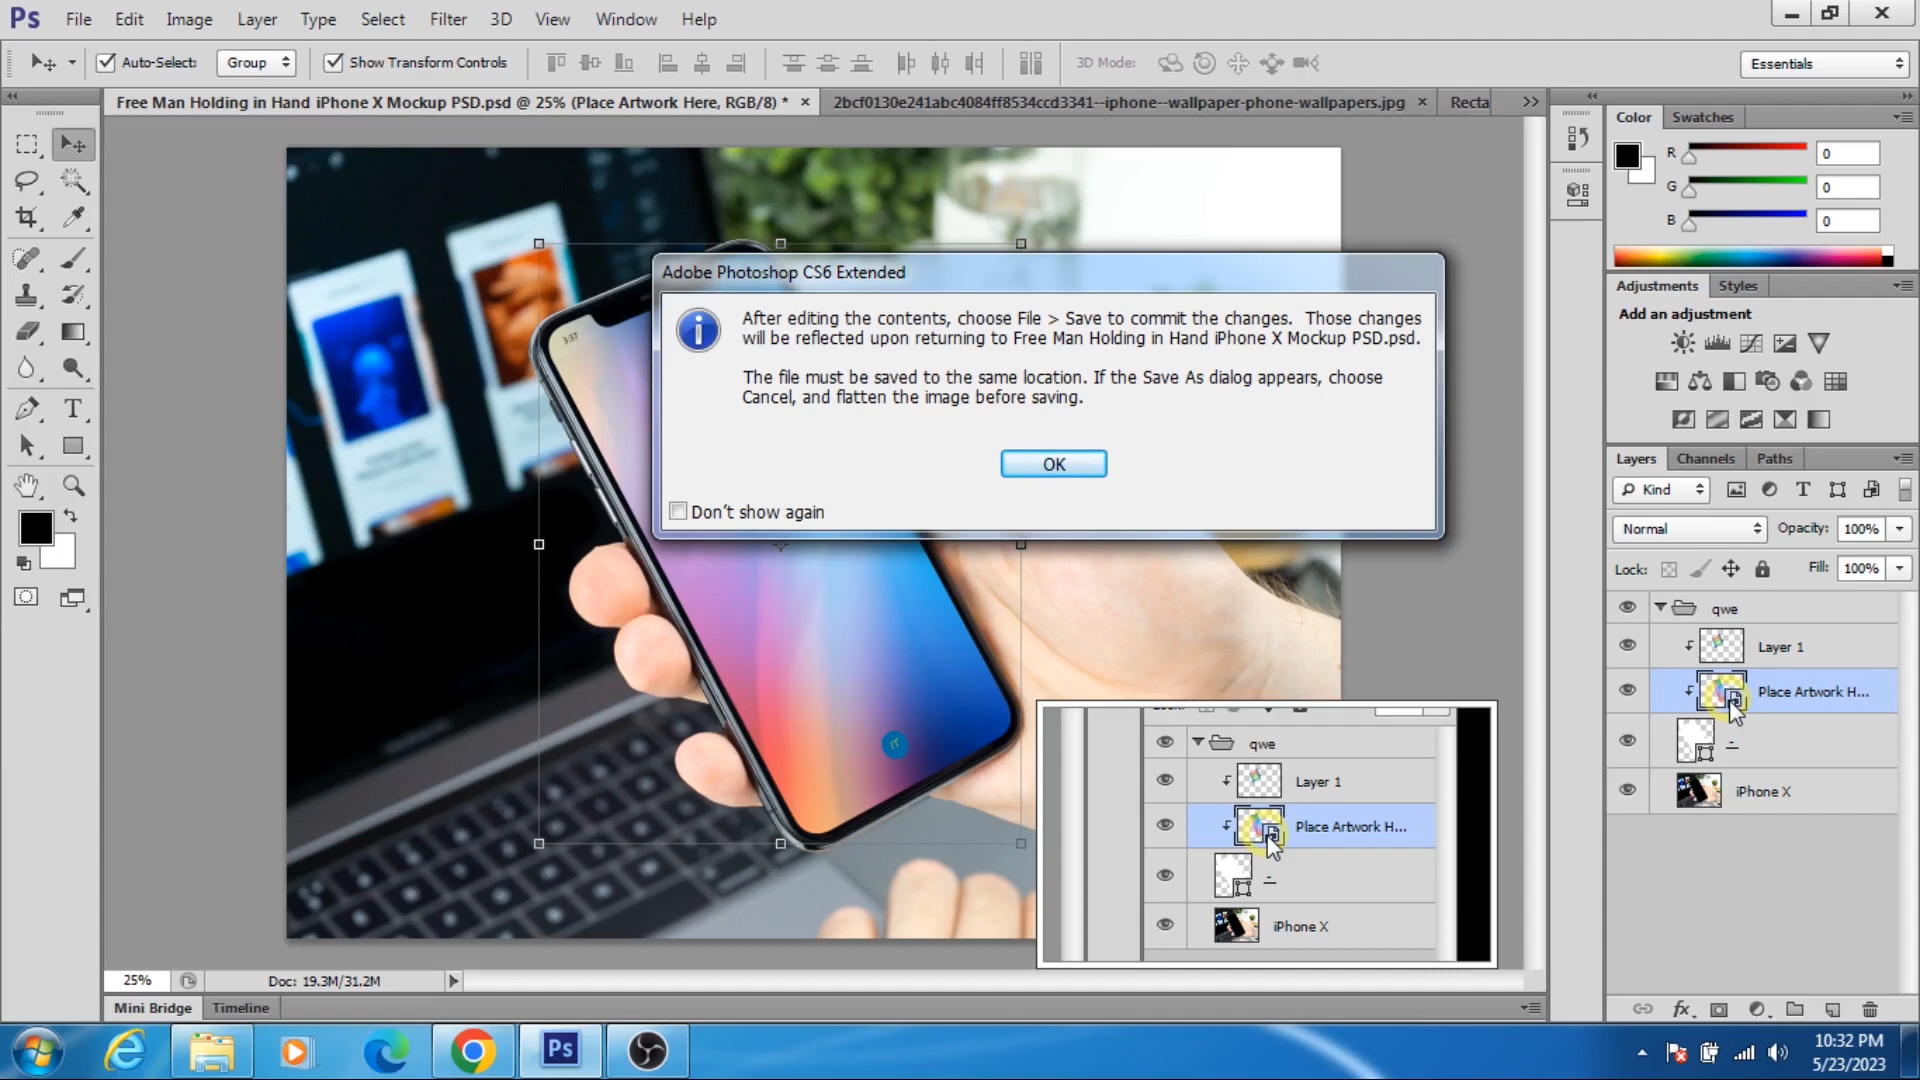 Ps File Edit Image Layer Type Select Filter 3D View Window Help
Auto-Select: Group Show Transform Controls 3D Mode: Essentials
Free Man Holding in Hand iPhone X Mockup PSD.psd @ 25% (Place Artwork Here, RGB/8) * × 2bcf0130e241abc4084ff8534ccd3341--iphone--wallpaper-phone-wallpapers.jpg × Recta
Color Swatches
R 0
G 0
B 0
Adobe Photoshop CS6 Extended
After editing the contents, choose File > Save to commit the changes. Those changes
will be reflected upon returning to Free Man Holding in Hand iPhone X Mockup PSD.psd.
The file must be saved to the same location. If the Save As dialog appears, choose
Cancel, and flatten the image before saving.
OK
Don't show again
3:37
Adjustments Styles
Add an adjustment
Layers Channels Paths
Kind
Normal Opacity: 100%
Lock: Fill: 100%
qwe
Layer 1
Place Artwork H...
-
iPhone X
qwe
Layer 1
Place Artwork H...
-
iPhone X
25% Doc: 19.3M/31.2M
Mini Bridge Timeline
Ps
10:32 PM
5/23/2023